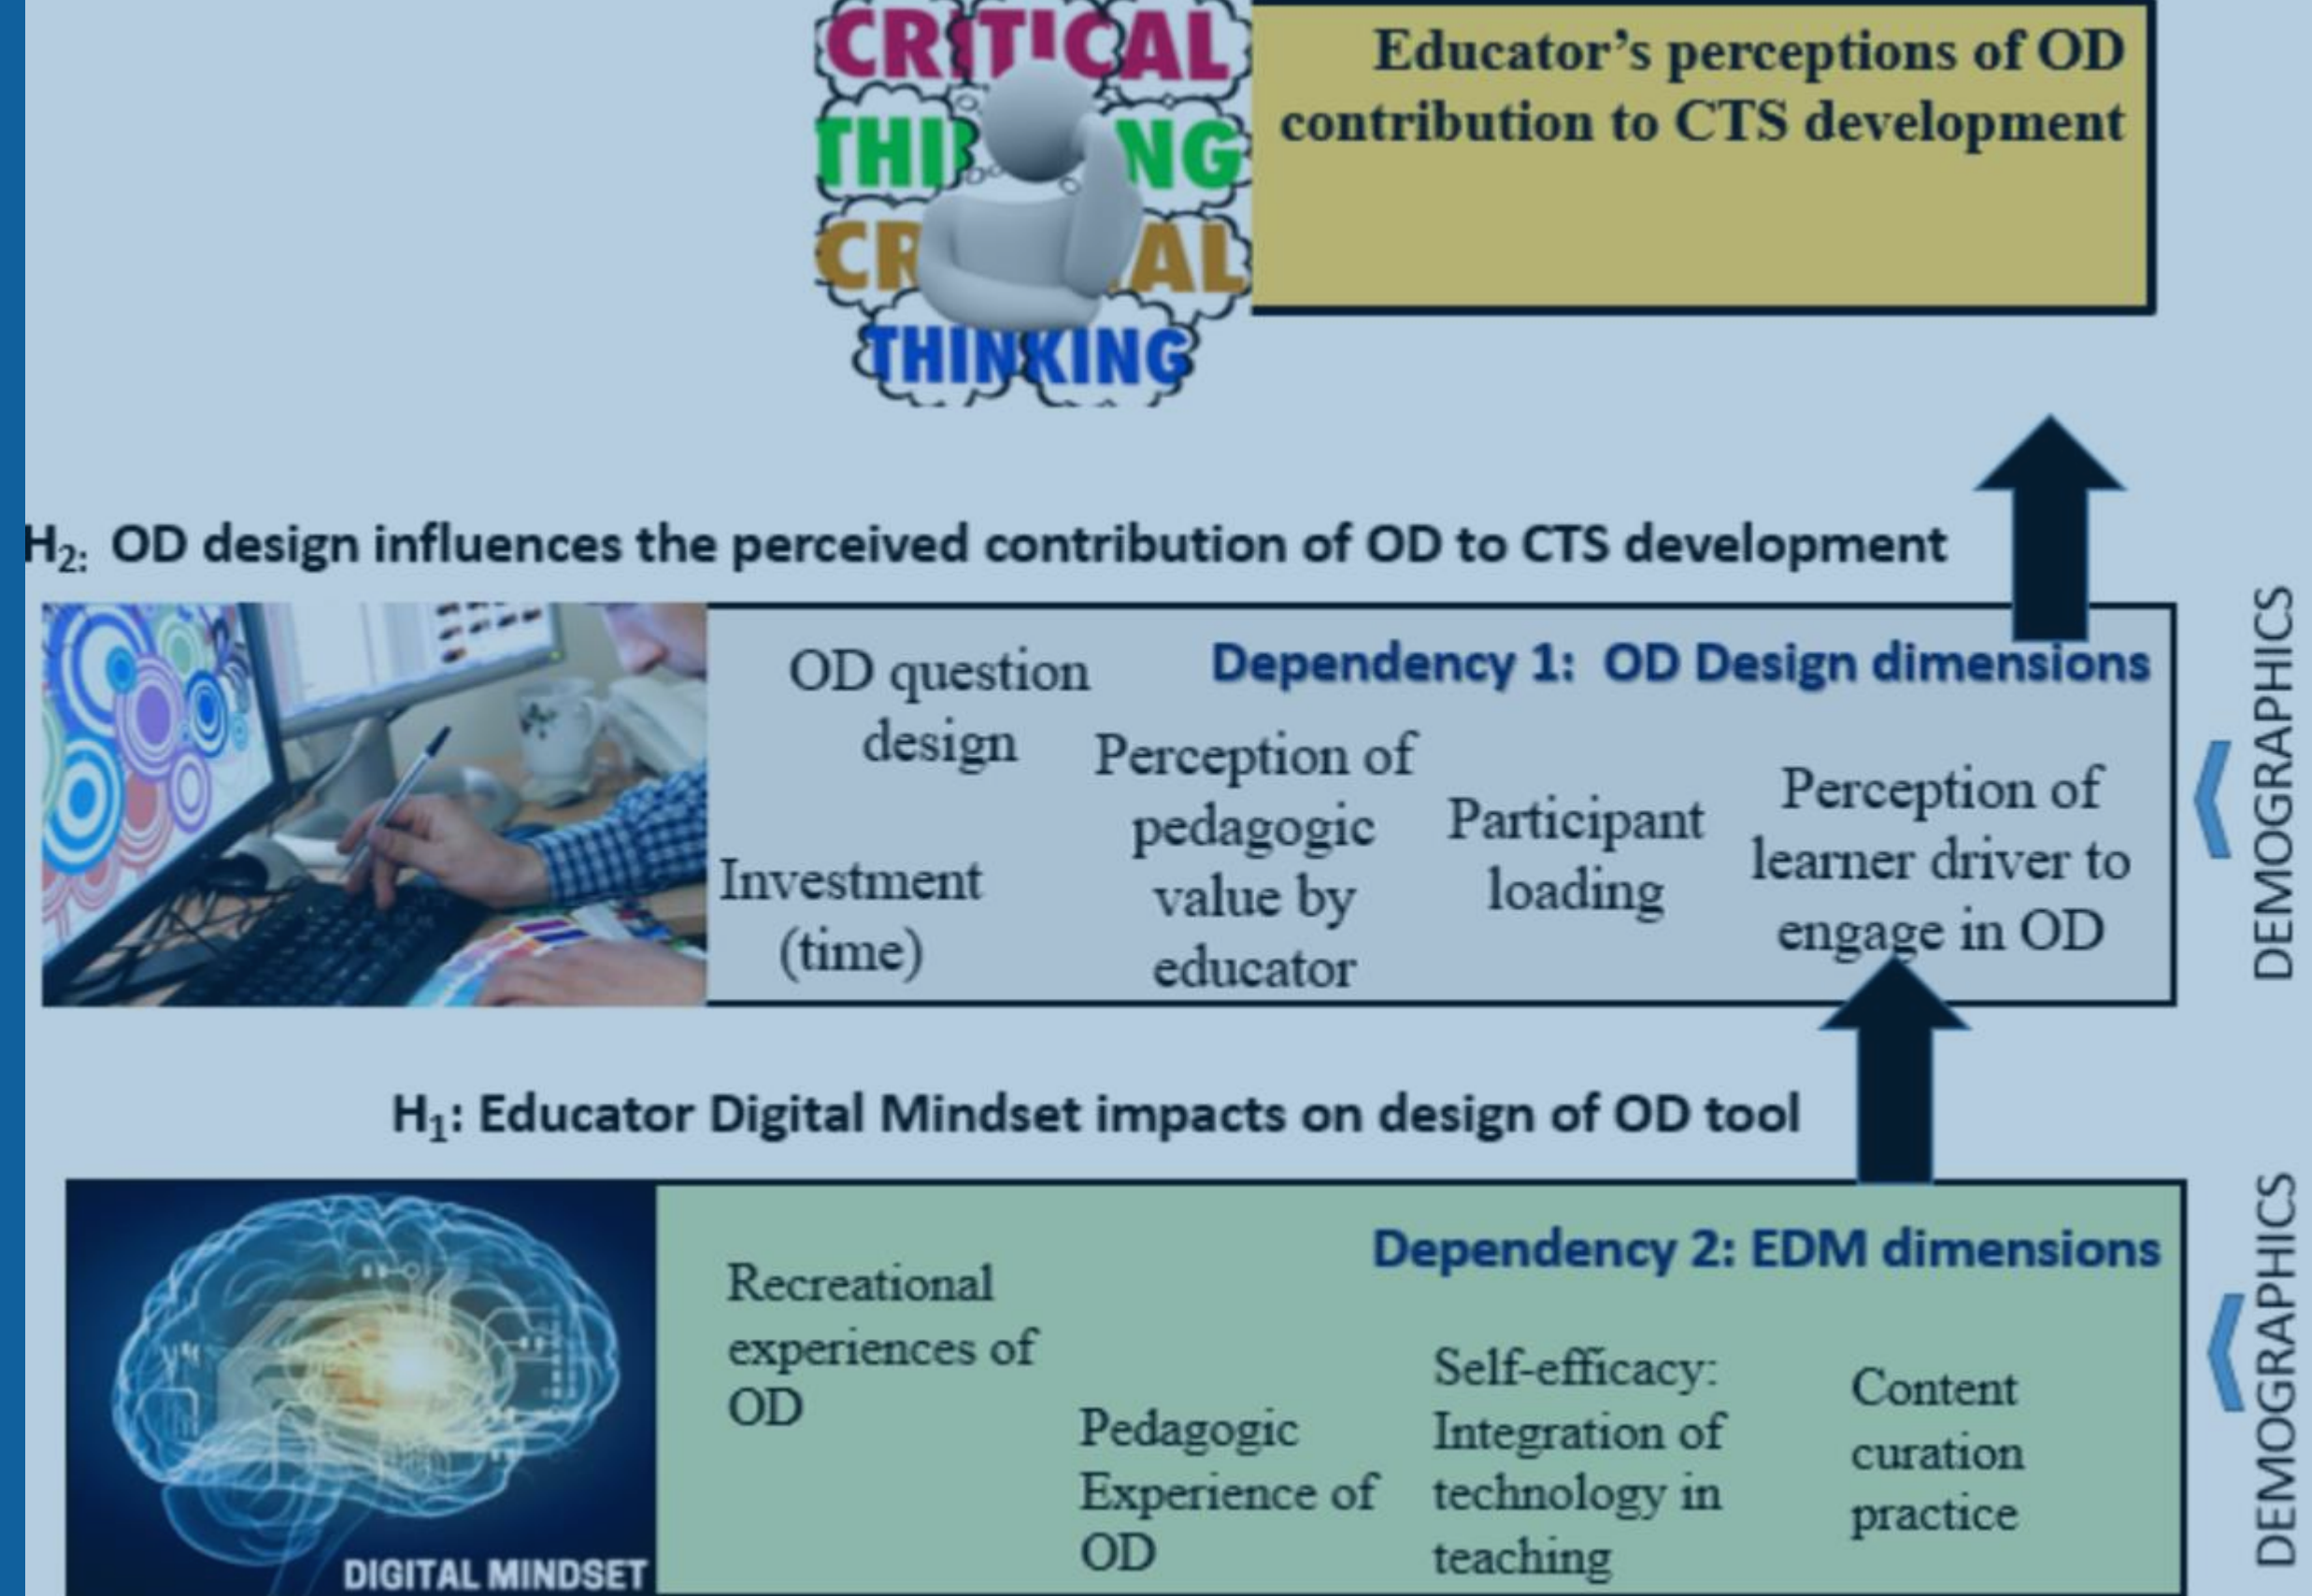 CRITICAL
THI NG
CR AL
THINKING
Educator’s perceptions of OD
contribution to CTS development
H2: OD design influences the perceived contribution of OD to CTS development
Dependency 1: OD Design dimensions
OD question
design
Investment
(time)
Perception of
pedagogic
value by
educator
Participant
loading
Perception of
learner driver to
engage in OD
DEMOGRAPHICS
H1: Educator Digital Mindset impacts on design of OD tool
Dependency 2: EDM dimensions
Recreational
experiences of
OD
Pedagogic
Experience of
OD
Self-efficacy:
Integration of
technology in
teaching
Content
curation
practice
DIGITAL MINDSET
DEMOGRAPHICS